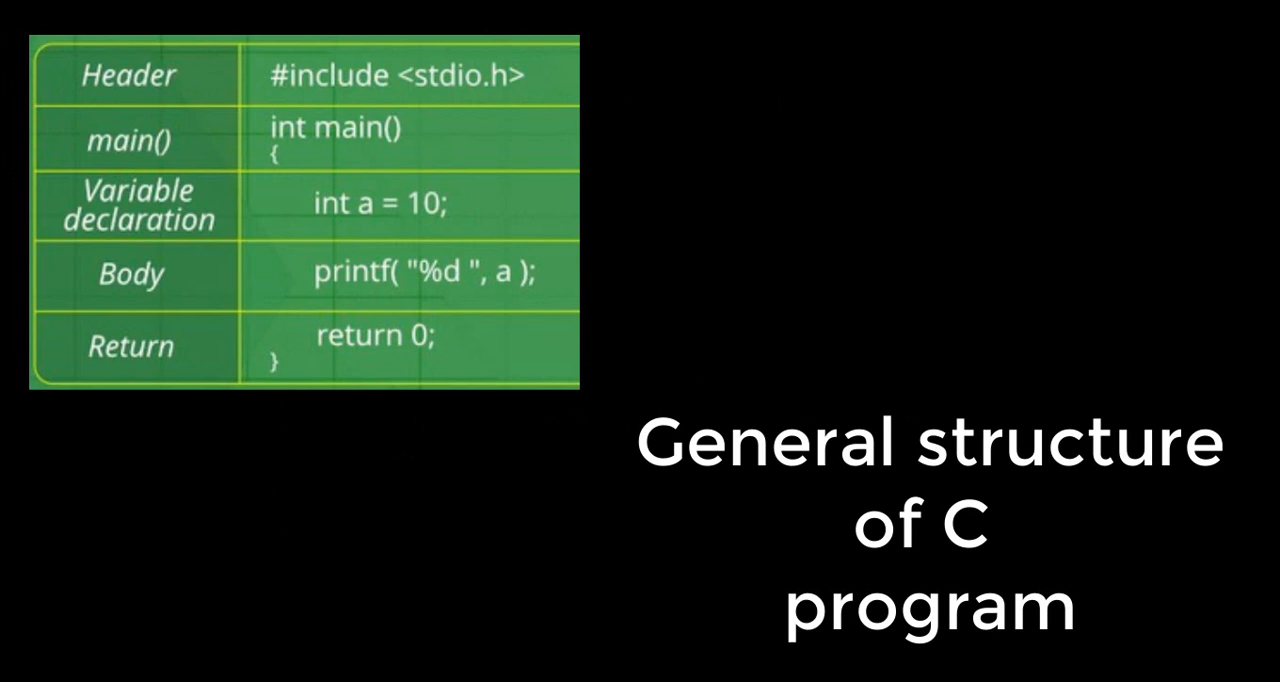 Header #include <stdio.h>
main() int main()
{
Variable
declaration
int a = 10;
Body printf( "%d ", a );
Return return 0;
}
General structure
of C
program